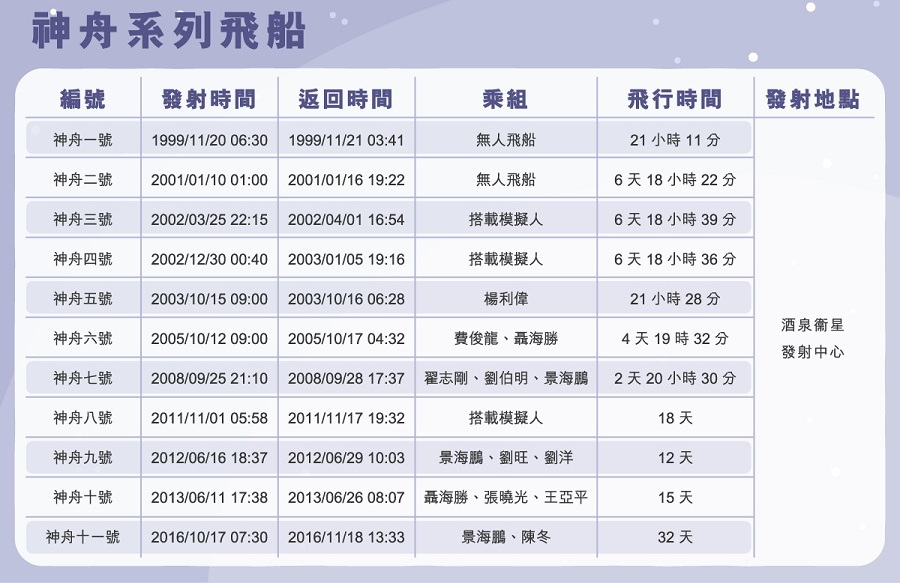 神舟系列飛船
編號 發射時間 返回時間 乘組 飛行時間 發射地點
神舟一號 1999/11/20 06:30 1999/11/21 03:41 無人飛船 21 小時 11 分
神舟二號 2001/01/10 01:00 2001/01/16 19:22 無人飛船 6 天 18 小時 22 分
神舟三號 2002/03/25 22:15 2002/04/01 16:54 搭載模擬人 6 天 18 小時 39 分
神舟四號 2002/12/30 00:40 2003/01/05 19:16 搭載模擬人 6 天 18 小時 36 分
神舟五號 2003/10/15 09:00 2003/10/16 06:28 楊利偉 21 小時 28 分
神舟六號 2005/10/12 09:00 2005/10/17 04:32 費俊龍、聶海勝 4 天 19 時 32 分
神舟七號 2008/09/25 21:10 2008/09/28 17:37 翟志剛、劉伯明、景海鵬 2 天 20 小時 30 分
神舟八號 2011/11/01 05:58 2011/11/17 19:32 搭載模擬人 18 天
神舟九號 2012/06/16 18:37 2012/06/29 10:03 景海鵬、劉旺、劉洋 12 天
神舟十號 2013/06/11 17:38 2013/06/26 08:07 聶海勝、張曉光、王亞平 15 天
神舟十一號 2016/10/17 07:30 2016/11/18 13:33 景海鵬、陳冬 32 天
酒泉衞星
發射中心